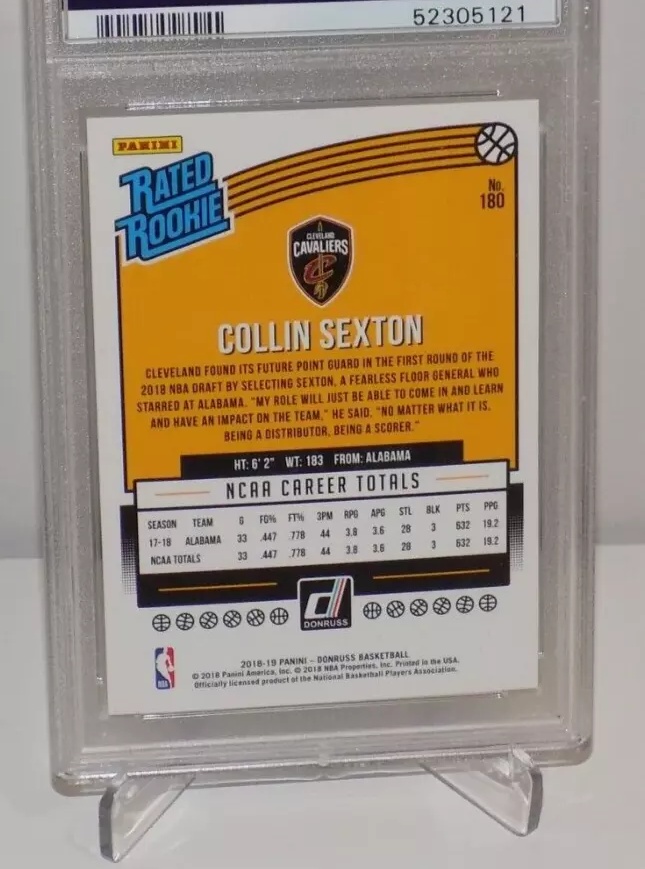 52305121
PANINI
RATED
ROOKIE
No.
180
CLEVELAND
CAVALIERS
COLLIN SEXTON
CLEVELAND FOUND ITS FUTURE POINT GUARD IN THE FIRST ROUND OF THE
2018 NBA DRAFT BY SELECTING SEXTON, A FEARLESS FLOOR GENERAL WHO
STARRED AT ALABAMA. "MY ROLE WILL JUST BE ABLE TO COME IN AND LEARN
AND HAVE AN IMPACT ON THE TEAM," HE SAID. "NO MATTER WHAT IT IS,
BEING A DISTRIBUTOR, BEING A SCORER."
HT: 6' 2" WT: 183 FROM: ALABAMA
NCAA CAREER TOTALS
SEASON TEAM G FG% FT% 3PM RPG APG STL BLK PTS PPG
17-18 ALABAMA 33 .447 .778 44 3.8 3.6 28 3 632 19.2
NCAA TOTALS 33 .447 .778 44 3.8 3.6 28 3 632 19.2
DONRUSS
NBA
2018-19 PANINI - DONRUSS BASKETBALL
© 2018 Panini America, Inc. © 2018 NBA Properties, Inc. Printed in the USA.
Officially licensed product of the National Basketball Players Association.